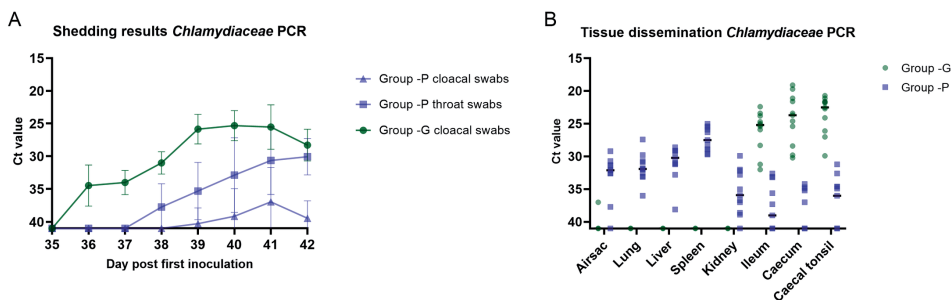 A
Shedding results Chlamydiaceae PCR
Ct value
15
20
25
30
35
40
35 36 37 38 39 40 41 42
Day post first inoculation
Group -P cloacal swabs
Group -P throat swabs
Group -G cloacal swabs
B
Tissue dissemination Chlamydiaceae PCR
Ct value
15
20
25
30
35
40
Airsac
Lung
Liver
Spleen
Kidney
Ileum
Caecum
Caecal tonsil
Group -G
Group -P